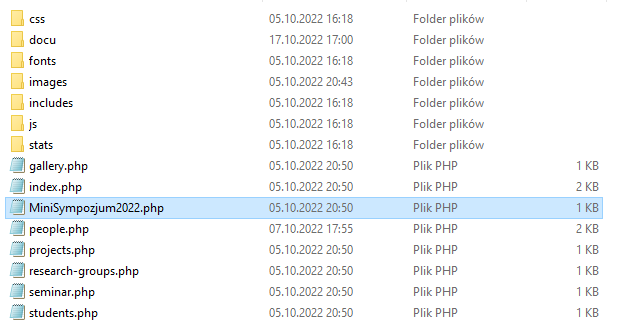 css 05.10.2022 16:18 Folder plików
docu 17.10.2022 17:00 Folder plików
fonts 05.10.2022 16:18 Folder plików
images 05.10.2022 20:43 Folder plików
includes 05.10.2022 16:18 Folder plików
js 05.10.2022 16:18 Folder plików
stats 05.10.2022 16:18 Folder plików
gallery.php 05.10.2022 20:50 Plik PHP 1 KB
index.php 05.10.2022 20:50 Plik PHP 2 KB
MiniSympozjum2022.php 05.10.2022 20:50 Plik PHP 1 KB
people.php 07.10.2022 17:55 Plik PHP 2 KB
projects.php 05.10.2022 20:50 Plik PHP 1 KB
research-groups.php 05.10.2022 20:50 Plik PHP 1 KB
seminar.php 05.10.2022 20:50 Plik PHP 1 KB
students.php 05.10.2022 20:50 Plik PHP 1 KB